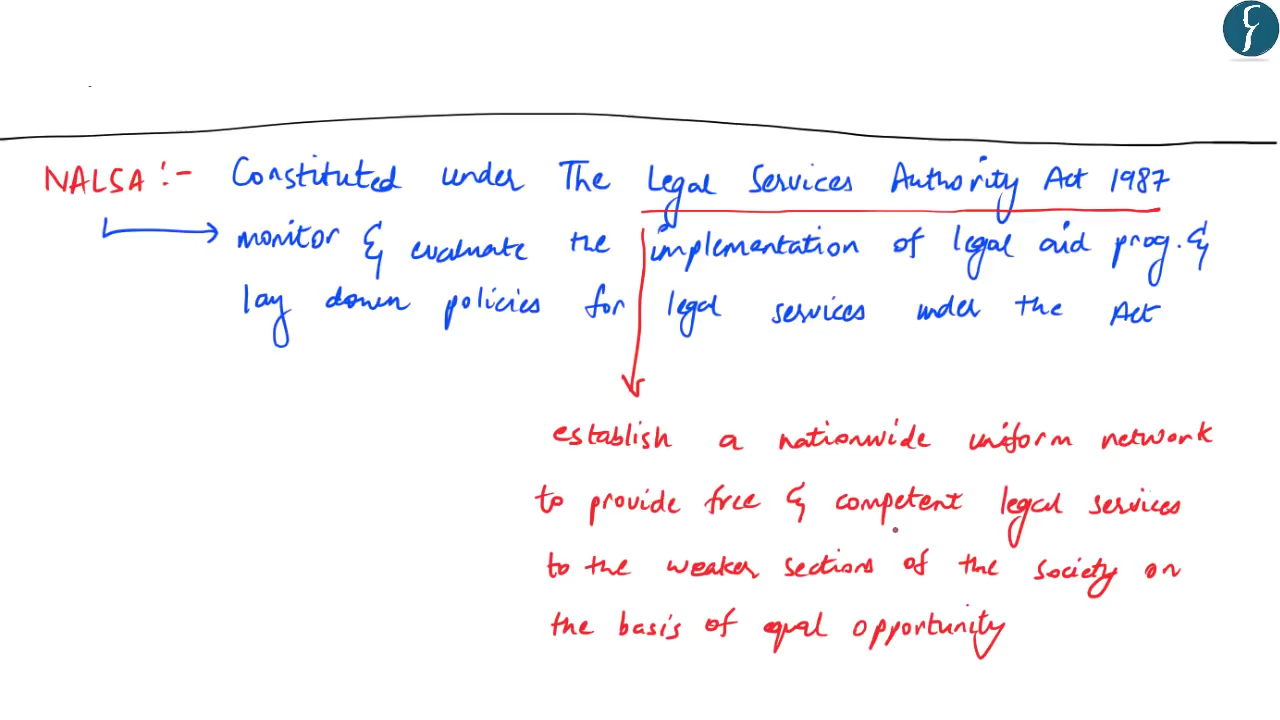 NALSA :- Constituted under The Legal Services Authority Act 1987
monitor & evaluate the implementation of legal aid prog. &
lay down policies for legal services under the Act
establish a nationwide uniform network
to provide free & competent legal services
to the weaker sections of the society on
the basis of equal opportunity